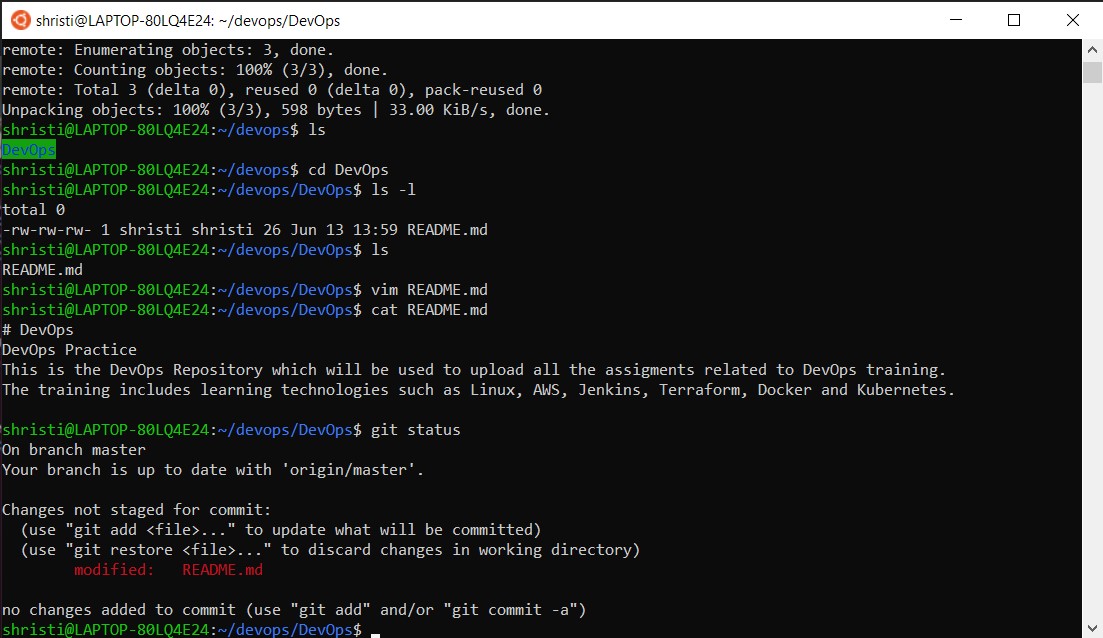 shristi@LAPTOP-80LQ4E24: ~/devops/DevOps
remote: Enumerating objects: 3, done.
remote: Counting objects: 100% (3/3), done.
remote: Total 3 (delta 0), reused 0 (delta 0), pack-reused 0
Unpacking objects: 100% (3/3), 598 bytes | 33.00 KiB/s, done.
shristi@LAPTOP-80LQ4E24:~/devops$ ls
DevOps
shristi@LAPTOP-80LQ4E24:~/devops$ cd DevOps
shristi@LAPTOP-80LQ4E24:~/devops/DevOps$ ls -l
total 0
-rw-rw-rw- 1 shristi shristi 26 Jun 13 13:59 README.md
shristi@LAPTOP-80LQ4E24:~/devops/DevOps$ ls
README.md
shristi@LAPTOP-80LQ4E24:~/devops/DevOps$ vim README.md
shristi@LAPTOP-80LQ4E24:~/devops/DevOps$ cat README.md
# DevOps
DevOps Practice
This is the DevOps Repository which will be used to upload all the assigments related to DevOps training.
The training includes learning technologies such as Linux, AWS, Jenkins, Terraform, Docker and Kubernetes.

shristi@LAPTOP-80LQ4E24:~/devops/DevOps$ git status
On branch master
Your branch is up to date with 'origin/master'.

Changes not staged for commit:
  (use "git add <file>..." to update what will be committed)
  (use "git restore <file>..." to discard changes in working directory)
        modified:   README.md

no changes added to commit (use "git add" and/or "git commit -a")
shristi@LAPTOP-80LQ4E24:~/devops/DevOps$